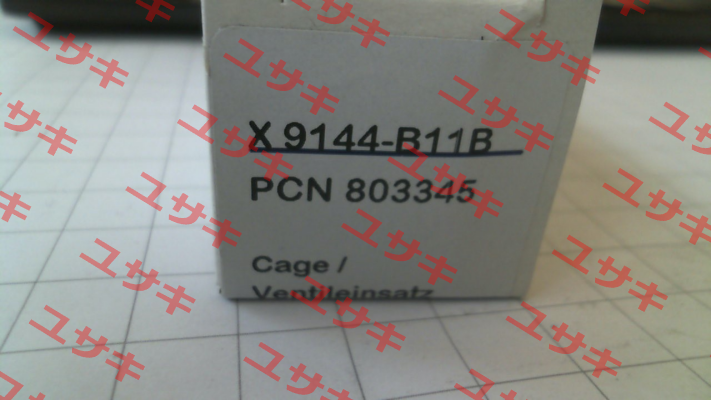 X 9144-B11B
PCN 803345
Cage /
Ventileinsatz
ユサキ